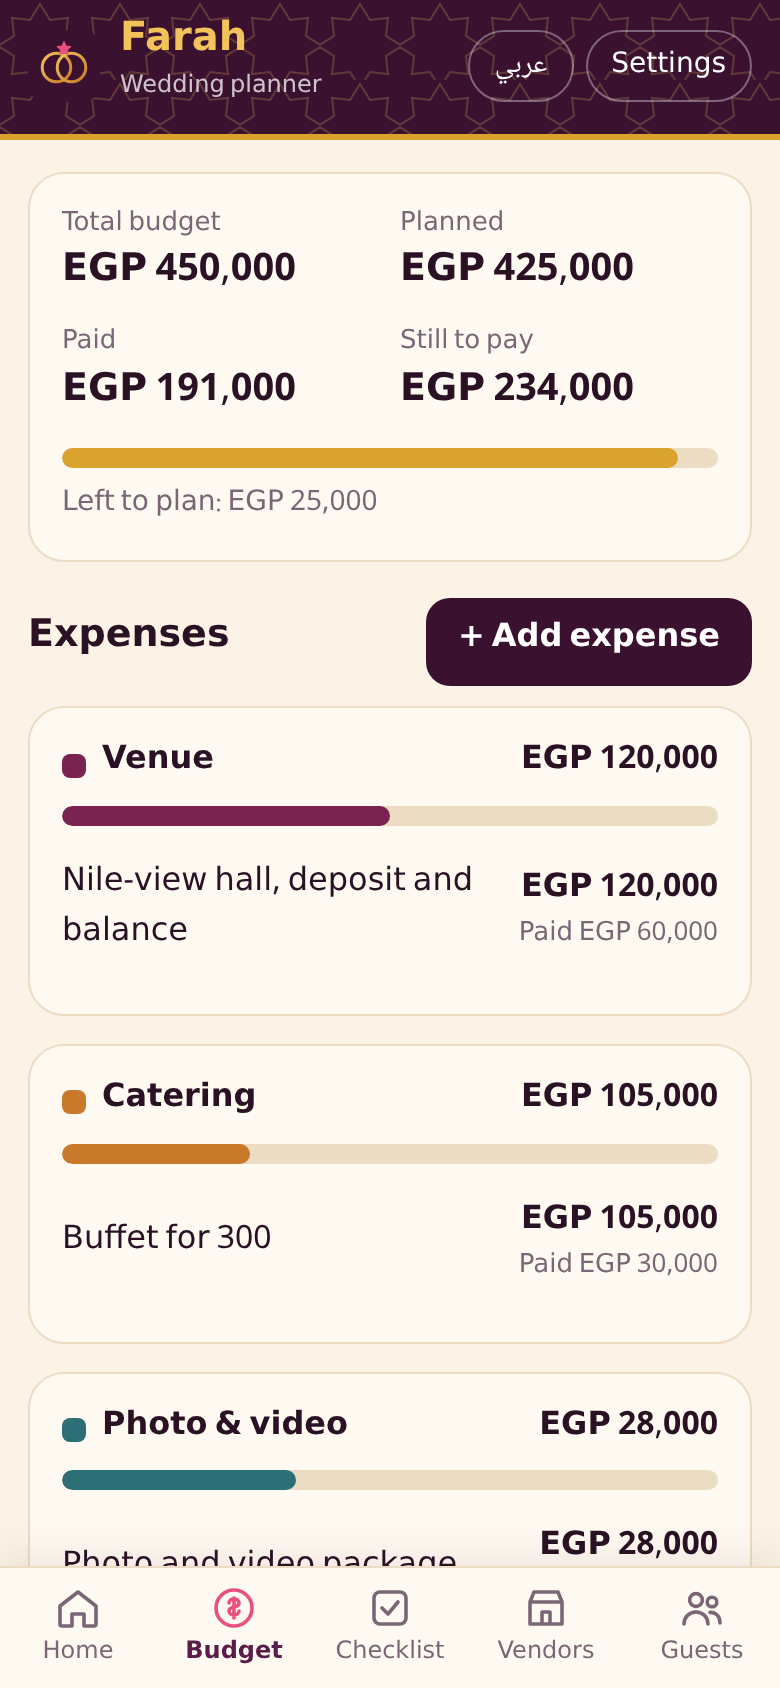 Farah
Wedding planner
عربي
Settings
Total budget
Planned
EGP 450,000
EGP 425,000
Paid
Still to pay
EGP 191,000
EGP 234,000
Left to plan: EGP 25,000
Expenses
+ Add expense
Venue
EGP 120,000
Nile-view hall, deposit and
balance
EGP 120,000
Paid EGP 60,000
Catering
EGP 105,000
Buffet for 300
EGP 105,000
Paid EGP 30,000
Photo & video
EGP 28,000
Photo and video package
EGP 28,000
Home
Budget
Checklist
Vendors
Guests